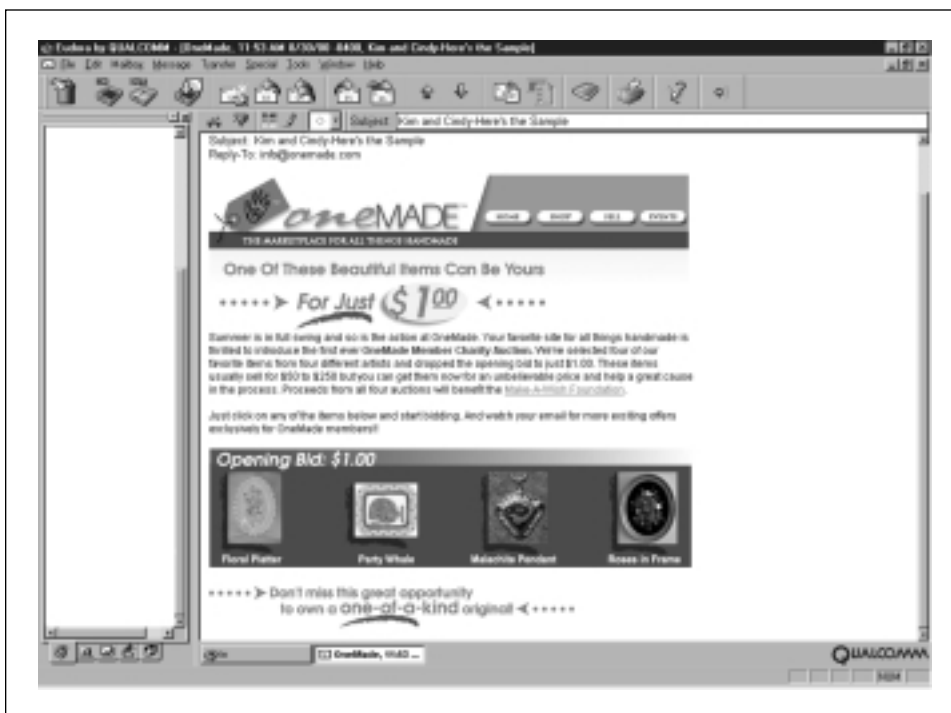 Eudora by QUALCOMM - [OneMade, 11:53 AM 8/30/00 -0400, Kim and Cindy-Here's the Sample]
File Edit Mailbox Message Transfer Special Tools Window Help
Subject: Kim and Cindy-Here's the Sample
Subject: Kim and Cindy-Here's the Sample
Reply-To: info@onemade.com
oneMADE™ HOME SHOP SELL EVENTS
THE MARKETPLACE FOR ALL THINGS HANDMADE
One Of These Beautiful Items Can Be Yours
For Just $1.00
Summer is in full swing and so is the action at OneMade. Your favorite site for all things handmade is
thrilled to introduce the first ever OneMade Member Charity Auction. We've selected four of our
favorite items from four different artists and dropped the opening bid to just $1.00. These items
usually sell for $50 to $250 but you can get them now for an unbelievable price and help a great cause
in the process. Proceeds from all four auctions will benefit the Make-A-Wish Foundation.
Just click on any of the items below and start bidding. And watch your email for more exciting offers
exclusively for OneMade members!!
Opening Bid: $1.00
Floral Platter Party Whale Malachite Pendant Roses in Frame
Don't miss this great opportunity
to own a one-of-a-kind original!
OneMade, 11:53 ...
QUALCOMM
NUM